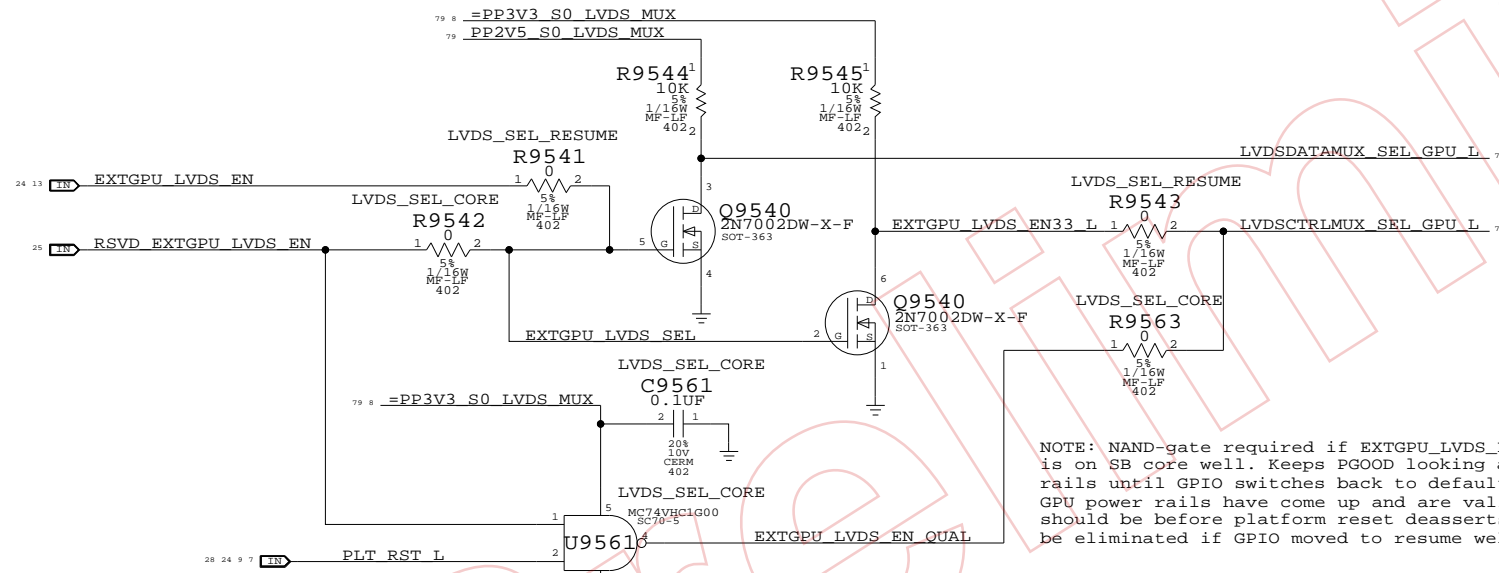 79 8 =PP3V3_S0_LVDS_MUX
79 PP2V5_S0_LVDS_MUX
R9544 1
10K
5%
1/16W
MF-LF
402 2
R9545 1
10K
5%
1/16W
MF-LF
402 2
LVDS_SEL_RESUME
R9541
0
1 2
5%
1/16W
MF-LF
402
24 13 IN EXTGPU_LVDS_EN
LVDSDATAMUX_SEL_GPU_L
LVDS_SEL_CORE
R9542
0
1 2
5%
1/16W
MF-LF
402
25 IN RSVD_EXTGPU_LVDS_EN
3
D
5 G S
4
Q9540
2N7002DW-X-F
SOT-363
LVDS_SEL_RESUME
R9543
0
EXTGPU_LVDS_EN33_L 1 2 LVDSCTRLMUX_SEL_GPU_L
5%
1/16W
MF-LF
402
6
D
2 G S
1
Q9540
2N7002DW-X-F
SOT-363
EXTGPU_LVDS_SEL
LVDS_SEL_CORE
R9563
0
1 2
5%
1/16W
MF-LF
402
LVDS_SEL_CORE
C9561
0.1UF
2 1
20%
10V
CERM
402
79 8 =PP3V3_S0_LVDS_MUX
LVDS_SEL_CORE
MC74VHC1G00
SC70-5
5
1
U9561
4
2
EXTGPU_LVDS_EN_QUAL
28 24 9 7 IN PLT_RST_L
NOTE: NAND-gate required if EXTGPU_LVDS_
is on SB core well. Keeps PGOOD looking
rails until GPIO switches back to defaul
GPU power rails have come up and are val
should be before platform reset deassert
be eliminated if GPIO moved to resume we